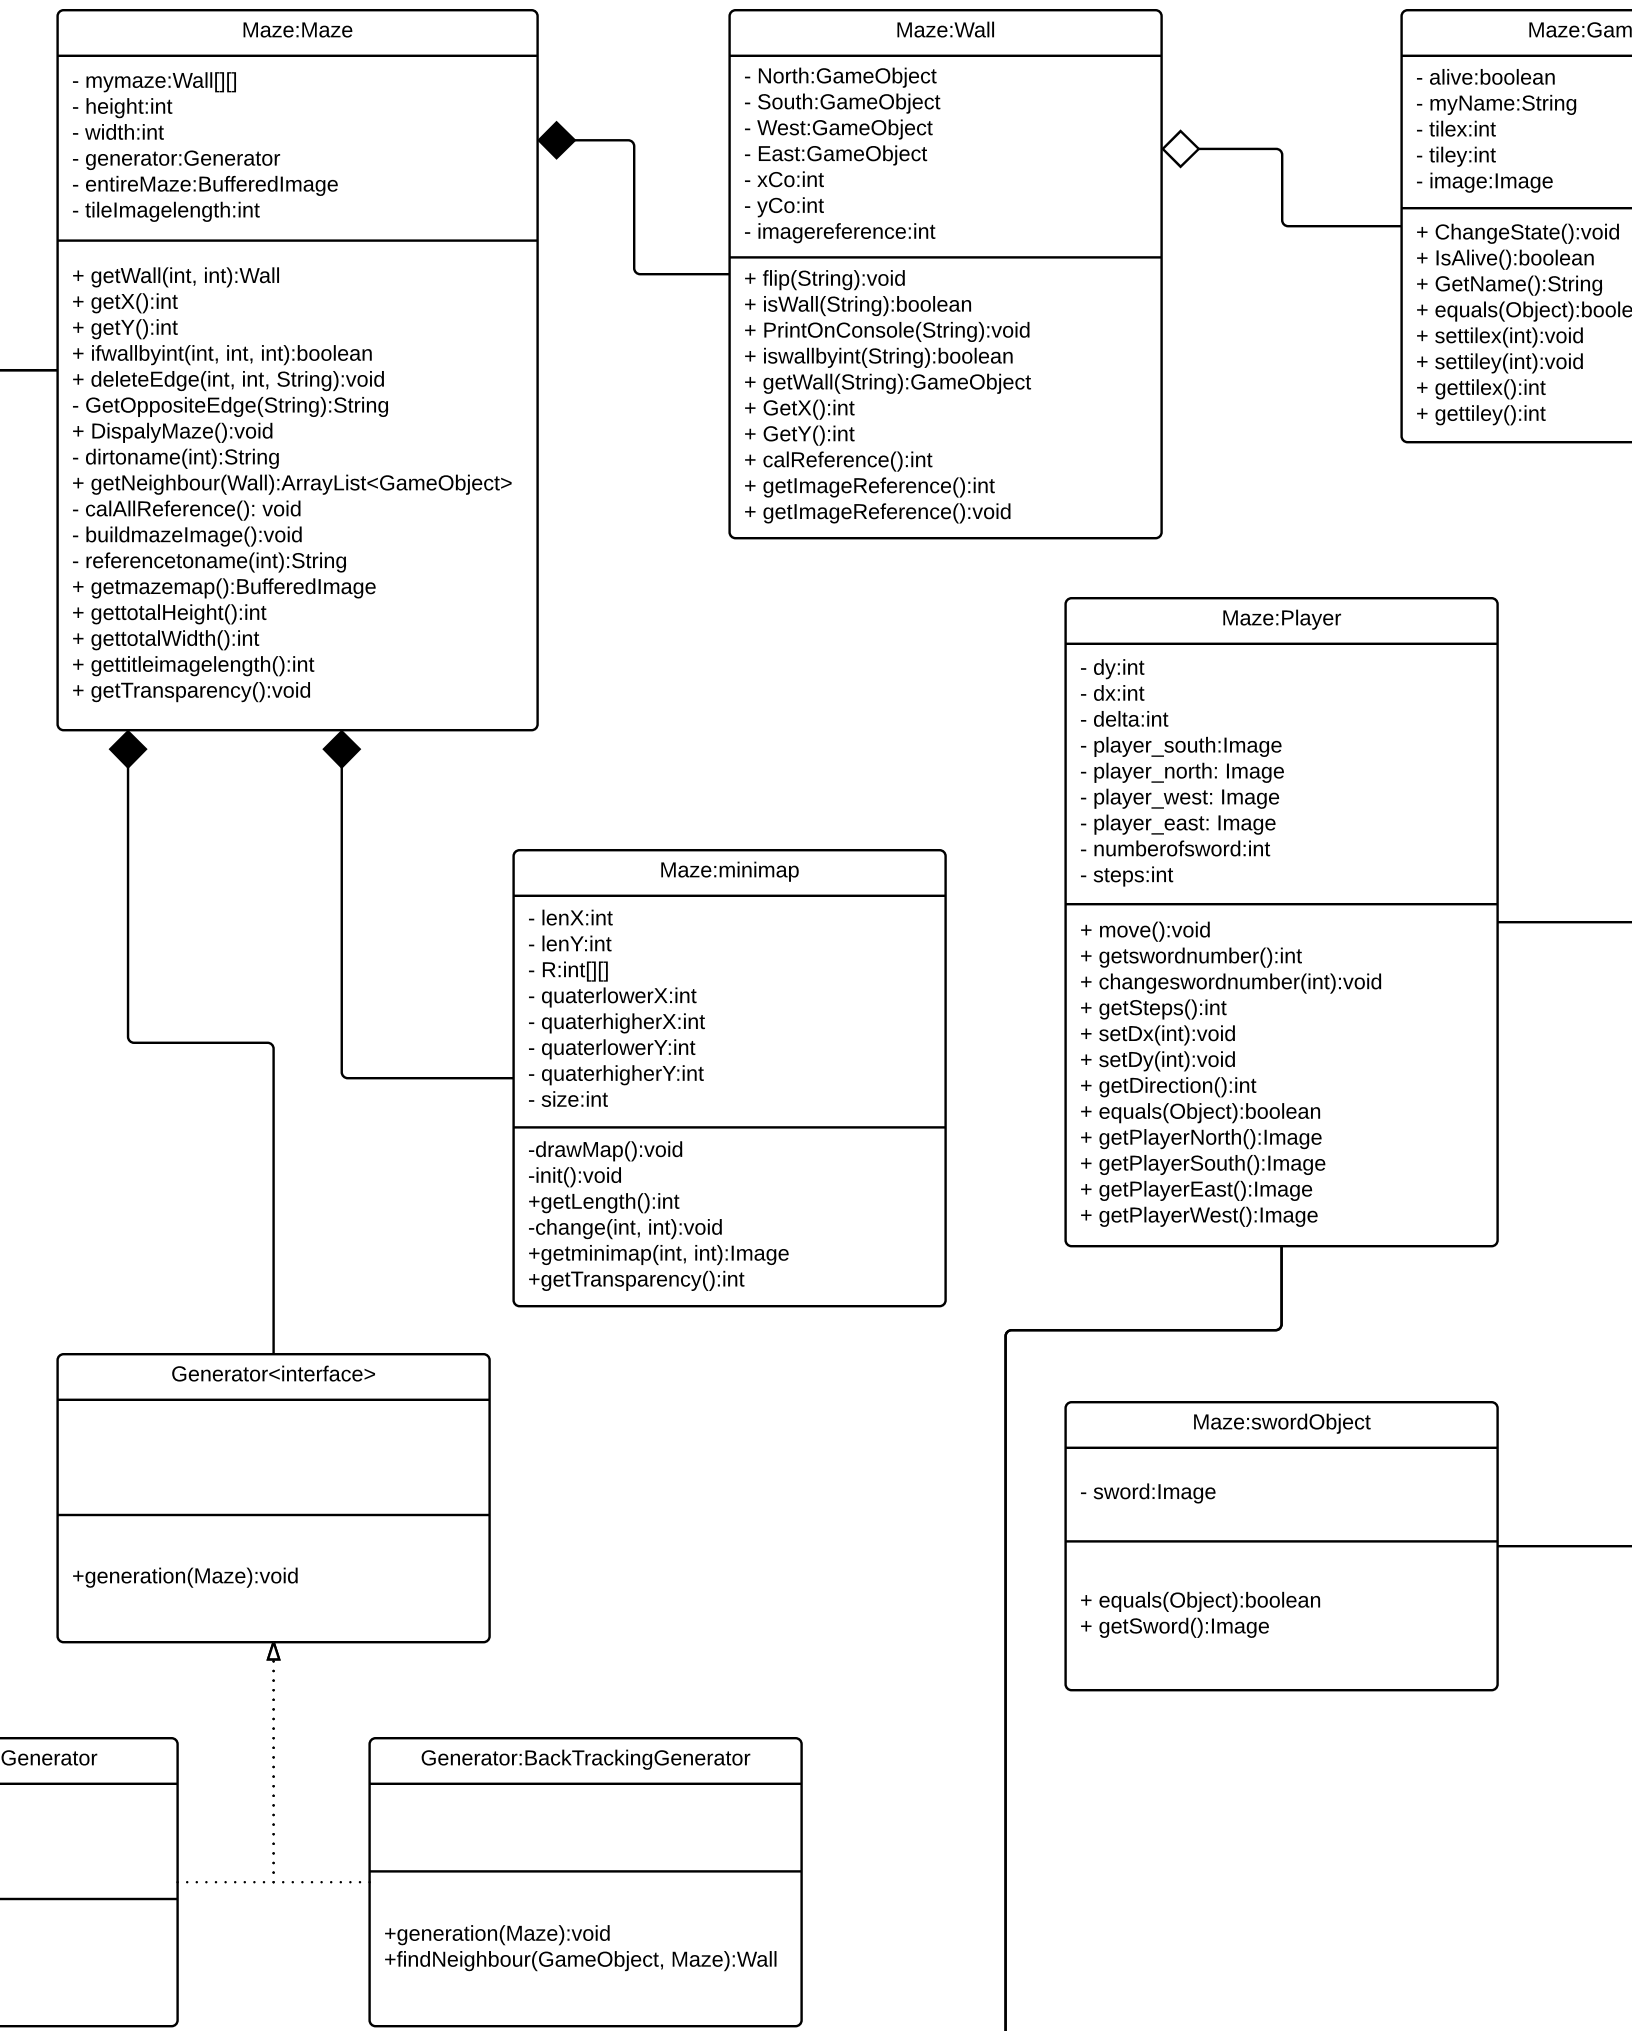 Maze:Maze
- mymaze:Wall[][]
- height:int
- width:int
- generator:Generator
- entireMaze:BufferedImage
- tileImagelength:int
+ getWall(int, int):Wall
+ getX():int
+ getY():int
+ ifwallbyint(int, int, int):boolean
+ deleteEdge(int, int, String):void
- GetOppositeEdge(String):String
+ DispalyMaze():void
- dirtoname(int):String
+ getNeighbour(Wall):ArrayList<GameObject>
- calAllReference(): void
- buildmazeImage():void
- referencetoname(int):String
+ getmazemap():BufferedImage
+ gettotalHeight():int
+ gettotalWidth():int
+ gettitleimagelength():int
+ getTransparency():void
Maze:Wall
- North:GameObject
- South:GameObject
- West:GameObject
- East:GameObject
- xCo:int
- yCo:int
- imagereference:int
+ flip(String):void
+ isWall(String):boolean
+ PrintOnConsole(String):void
+ iswallbyint(String):boolean
+ getWall(String):GameObject
+ GetX():int
+ GetY():int
+ calReference():int
+ getImageReference():int
+ getImageReference():void
Maze:Gam
- alive:boolean
- myName:String
- tilex:int
- tiley:int
- image:Image
+ ChangeState():void
+ IsAlive():boolean
+ GetName():String
+ equals(Object):boole
+ settilex(int):void
+ settiley(int):void
+ gettilex():int
+ gettiley():int
Maze:Player
- dy:int
- dx:int
- delta:int
- player_south:Image
- player_north: Image
- player_west: Image
- player_east: Image
- numberofsword:int
- steps:int
+ move():void
+ getswordnumber():int
+ changeswordnumber(int):void
+ getSteps():int
+ setDx(int):void
+ setDy(int):void
+ getDirection():int
+ equals(Object):boolean
+ getPlayerNorth():Image
+ getPlayerSouth():Image
+ getPlayerEast():Image
+ getPlayerWest():Image
Maze:minimap
- lenX:int
- lenY:int
- R:int[][]
- quaterlowerX:int
- quaterhigherX:int
- quaterlowerY:int
- quaterhigherY:int
- size:int
-drawMap():void
-init():void
+getLength():int
-change(int, int):void
+getminimap(int, int):Image
+getTransparency():int
Generator<interface>
+generation(Maze):void
Maze:swordObject
- sword:Image
+ equals(Object):boolean
+ getSword():Image
Generator
Generator:BackTrackingGenerator
+generation(Maze):void
+findNeighbour(GameObject, Maze):Wall